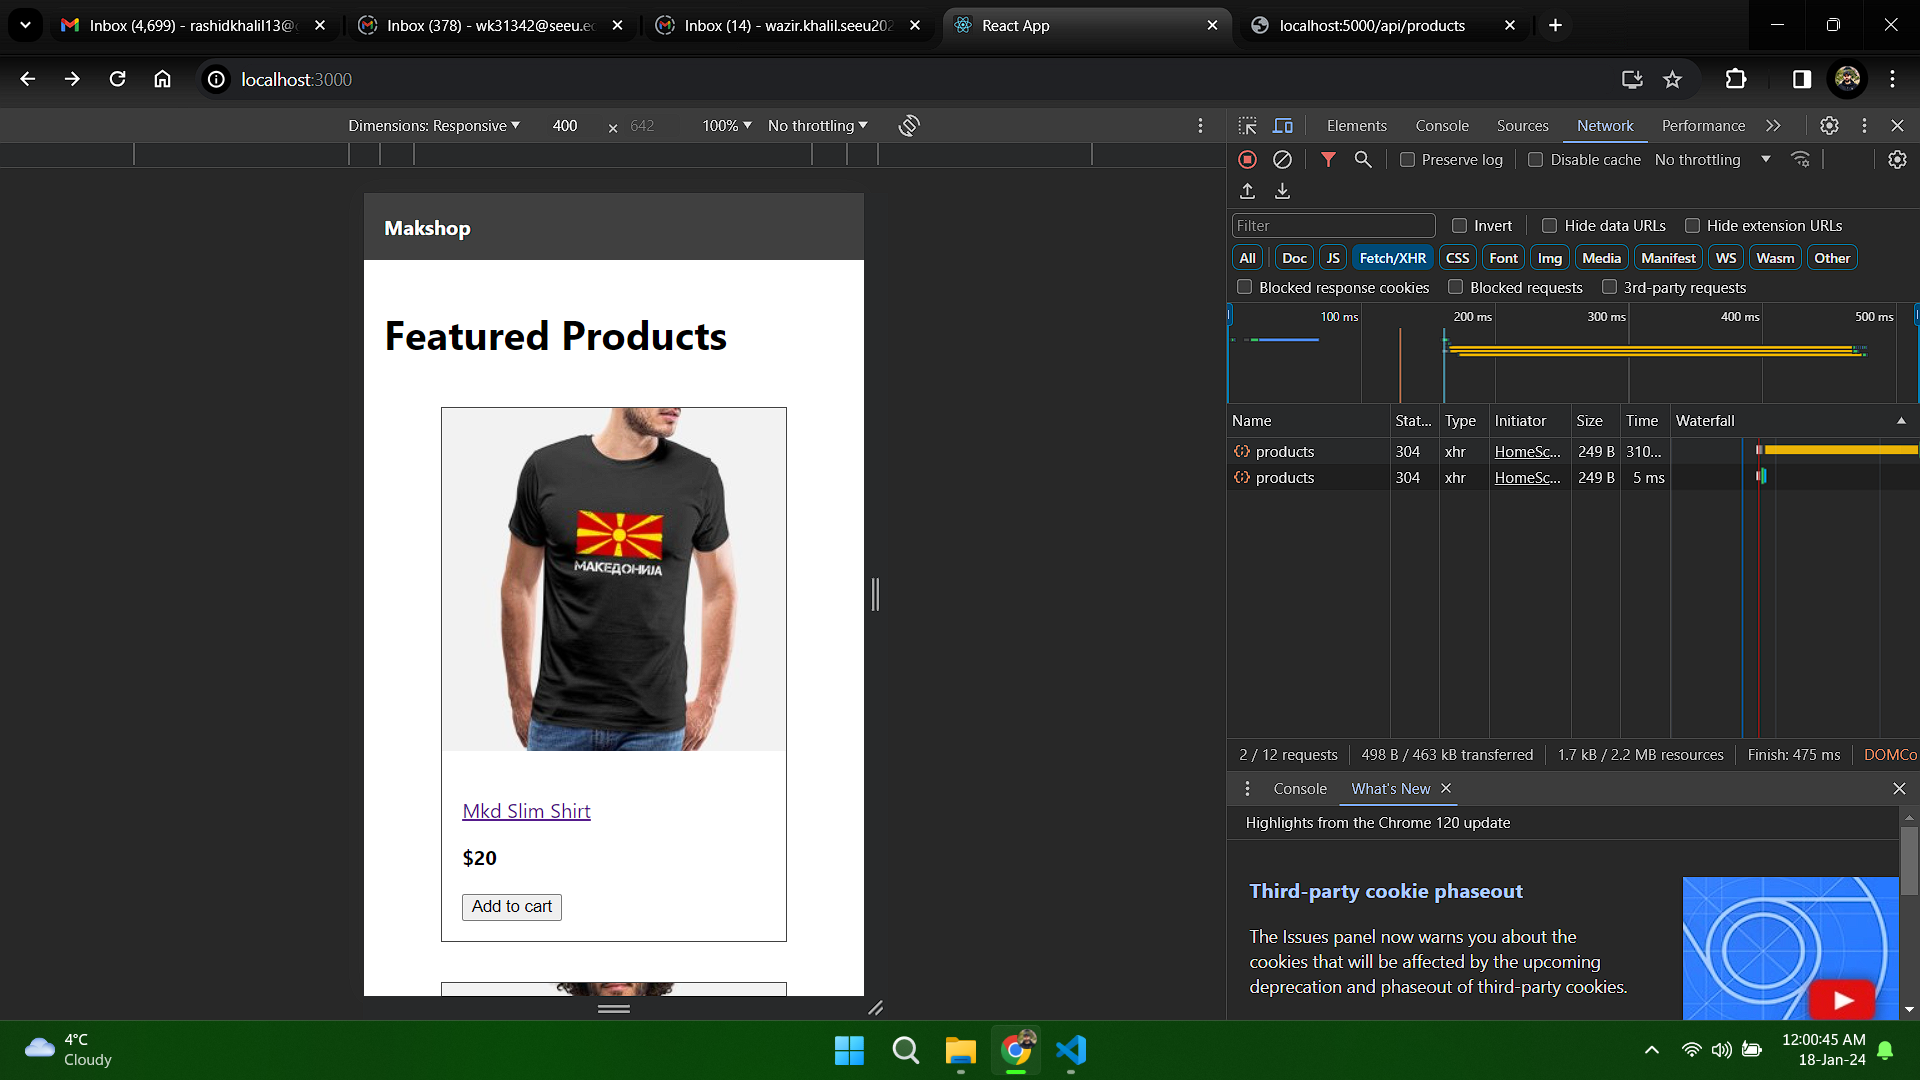 Inbox (4,699) - rashidkhalil13@
Inbox (378) - wk31342@seeu.e
Inbox (14) - wazir.khalil.seeu202
React App
localhost:5000/api/products
localhost:3000
Dimensions: Responsive 400 × 642 100% No throttling
Elements Console Sources Network Performance
Preserve log Disable cache No throttling
Filter Invert Hide data URLs Hide extension URLs
All Doc JS Fetch/XHR CSS Font Img Media Manifest WS Wasm Other
Blocked response cookies Blocked requests 3rd-party requests
100 ms 200 ms 300 ms 400 ms 500 ms
Name Stat... Type Initiator Size Time Waterfall
products 304 xhr HomeSc... 249 B 310...
products 304 xhr HomeSc... 249 B 5 ms
2 / 12 requests 498 B / 463 kB transferred 1.7 kB / 2.2 MB resources Finish: 475 ms DOMCo
Console What's New
Highlights from the Chrome 120 update
Third-party cookie phaseout
The Issues panel now warns you about the
cookies that will be affected by the upcoming
deprecation and phaseout of third-party cookies.
Makshop
Featured Products
МАКЕДОНИЈА
Mkd Slim Shirt
$20
Add to cart
4°C
Cloudy
12:00:45 AM
18-Jan-24